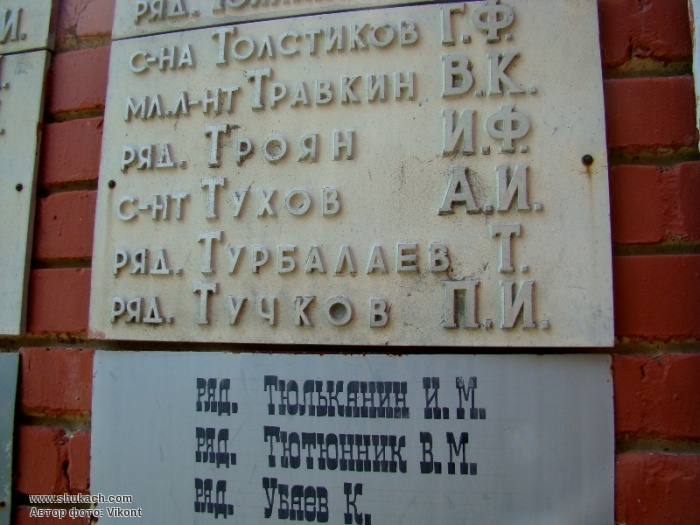 С-НА ТОЛСТИКОВ Г.Ф.
МЛ.Л-НТ ТРАВКИН В.К.
РЯД. ТРОЯН И.Ф.
С-НТ ТУХОВ А.И.
РЯД. ТУРБАЛАЕВ Т.
РЯД. ТУЧКОВ П.И.
РЯД. ТЮЛЬКАНИН И.М.
РЯД. ТЮТЮННИК В.М.
РЯД. УБАЕВ К.
www.shukach.com
Автор фото: Vikont